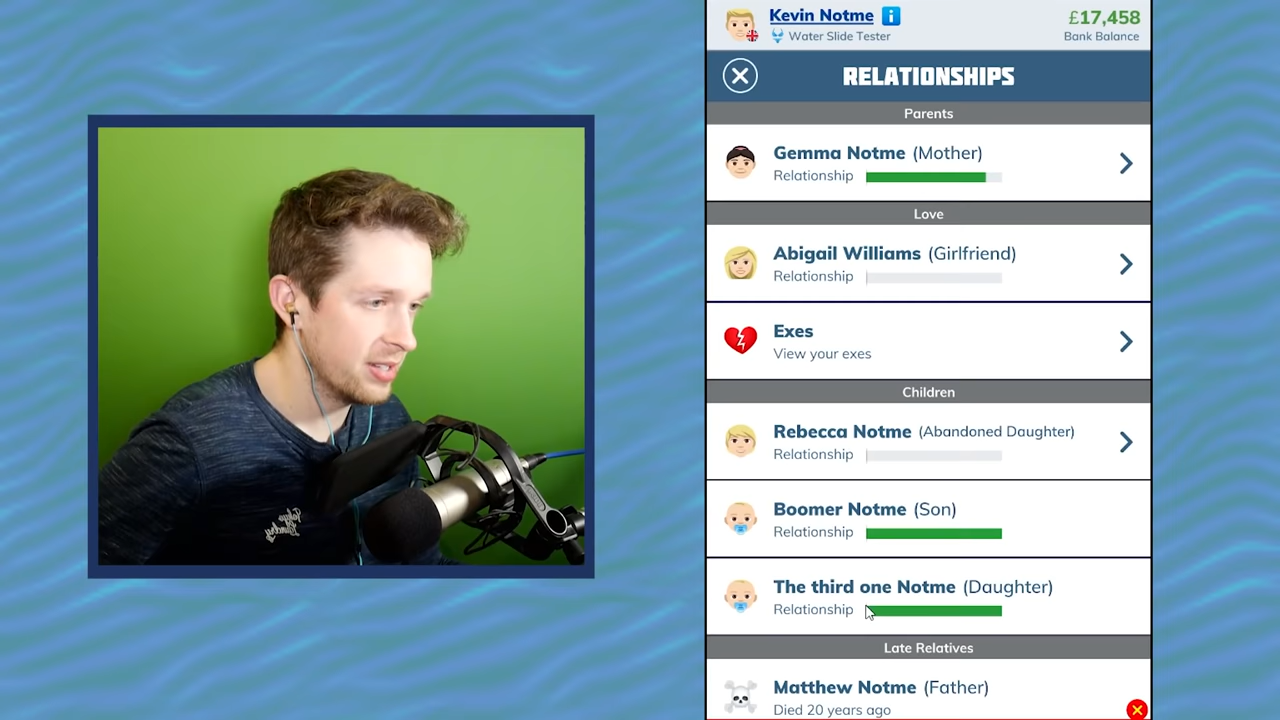 Kevin Notme
Water Slide Tester
£17,458
Bank Balance
RELATIONSHIPS
Parents
Gemma Notme (Mother)
Relationship
Love
Abigail Williams (Girlfriend)
Relationship
Exes
View your exes
Children
Rebecca Notme (Abandoned Daughter)
Relationship
Boomer Notme (Son)
Relationship
The third one Notme (Daughter)
Relationship
Late Relatives
Matthew Notme (Father)
Died 20 years ago